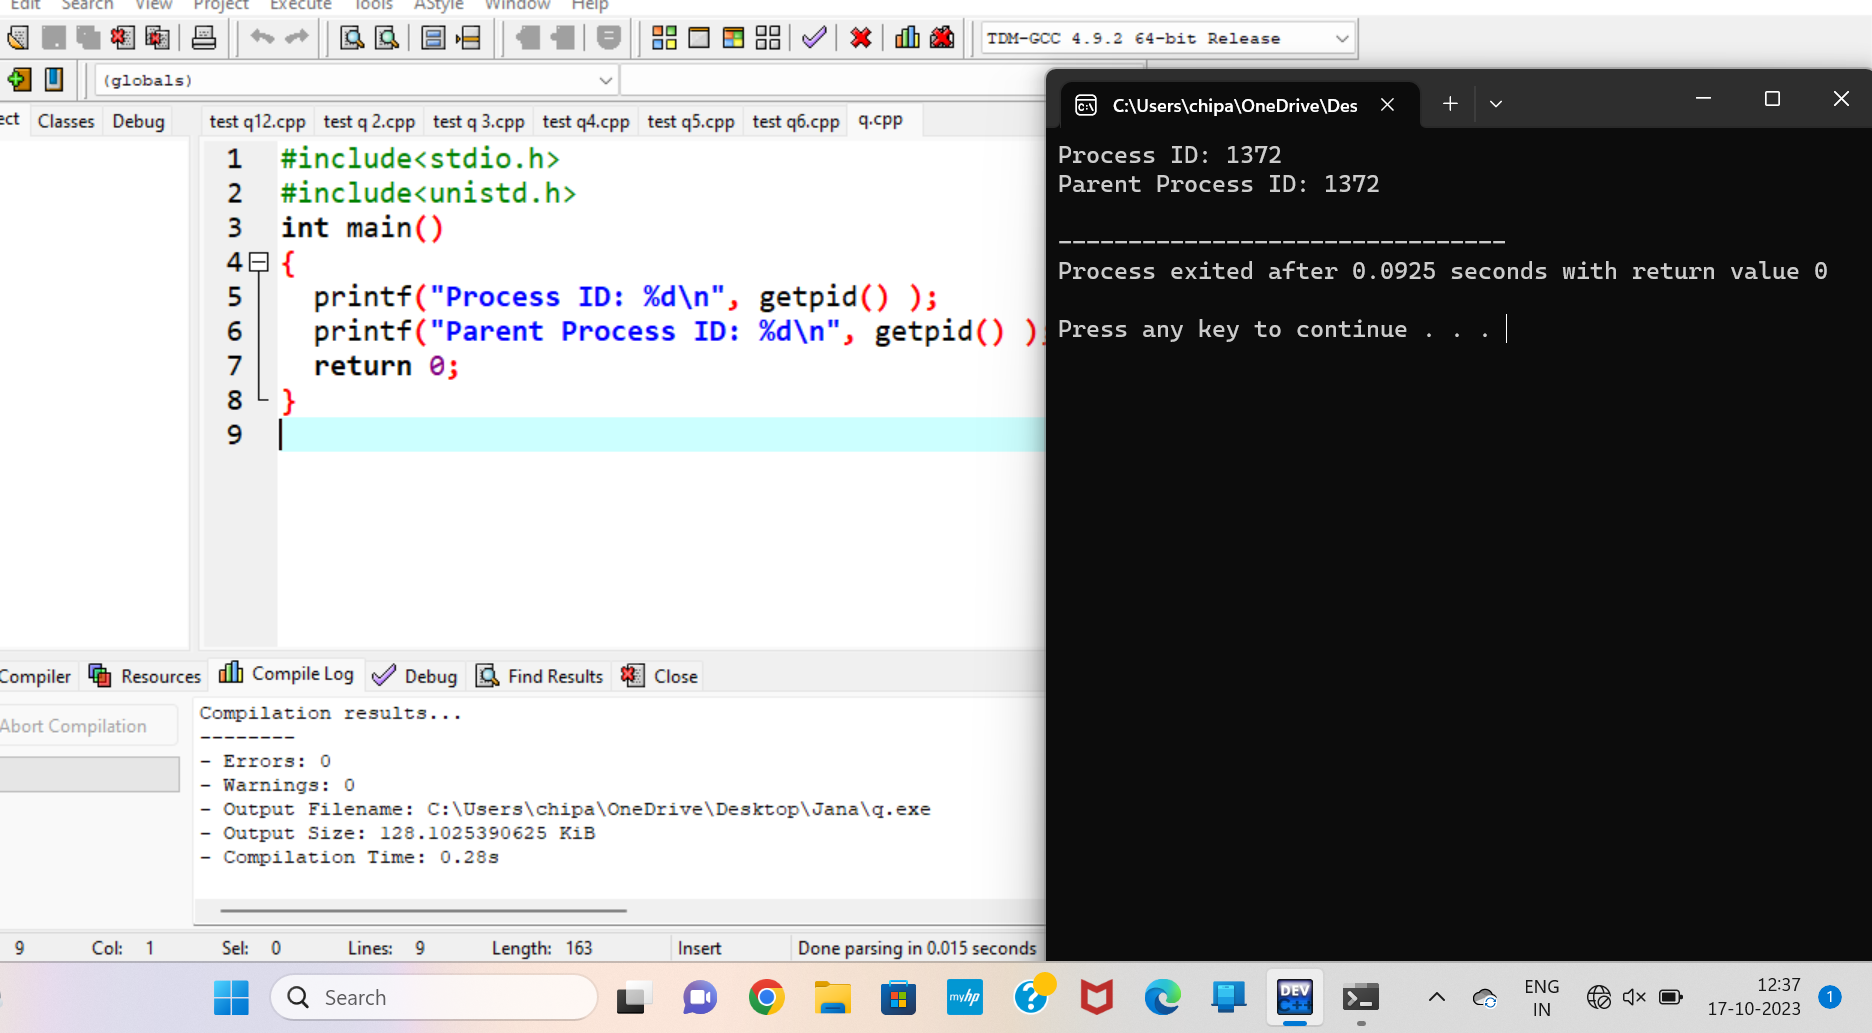 Edit Search View Project Execute Tools AStyle Window Help
TDM-GCC 4.9.2 64-bit Release
(globals)
Classes Debug
test q12.cpp test q 2.cpp test q 3.cpp test q4.cpp test q5.cpp test q6.cpp q.cpp
1 #include<stdio.h>
2 #include<unistd.h>
3 int main()
4 {
5 printf("Process ID: %d\n", getpid() );
6 printf("Parent Process ID: %d\n", getpid() );
7 return 0;
8 }
9
C:\Users\chipa\OneDrive\Des
Process ID: 1372
Parent Process ID: 1372
--------------------------------
Process exited after 0.0925 seconds with return value 0
Press any key to continue . . .
Compiler Resources Compile Log Debug Find Results Close
Abort Compilation
Compilation results...
--------
- Errors: 0
- Warnings: 0
- Output Filename: C:\Users\chipa\OneDrive\Desktop\Jana\q.exe
- Output Size: 128.1025390625 KiB
- Compilation Time: 0.28s
9 Col: 1 Sel: 0 Lines: 9 Length: 163 Insert Done parsing in 0.015 seconds
Search
myhp
DEV
C++
ENG
IN
12:37
17-10-2023
1